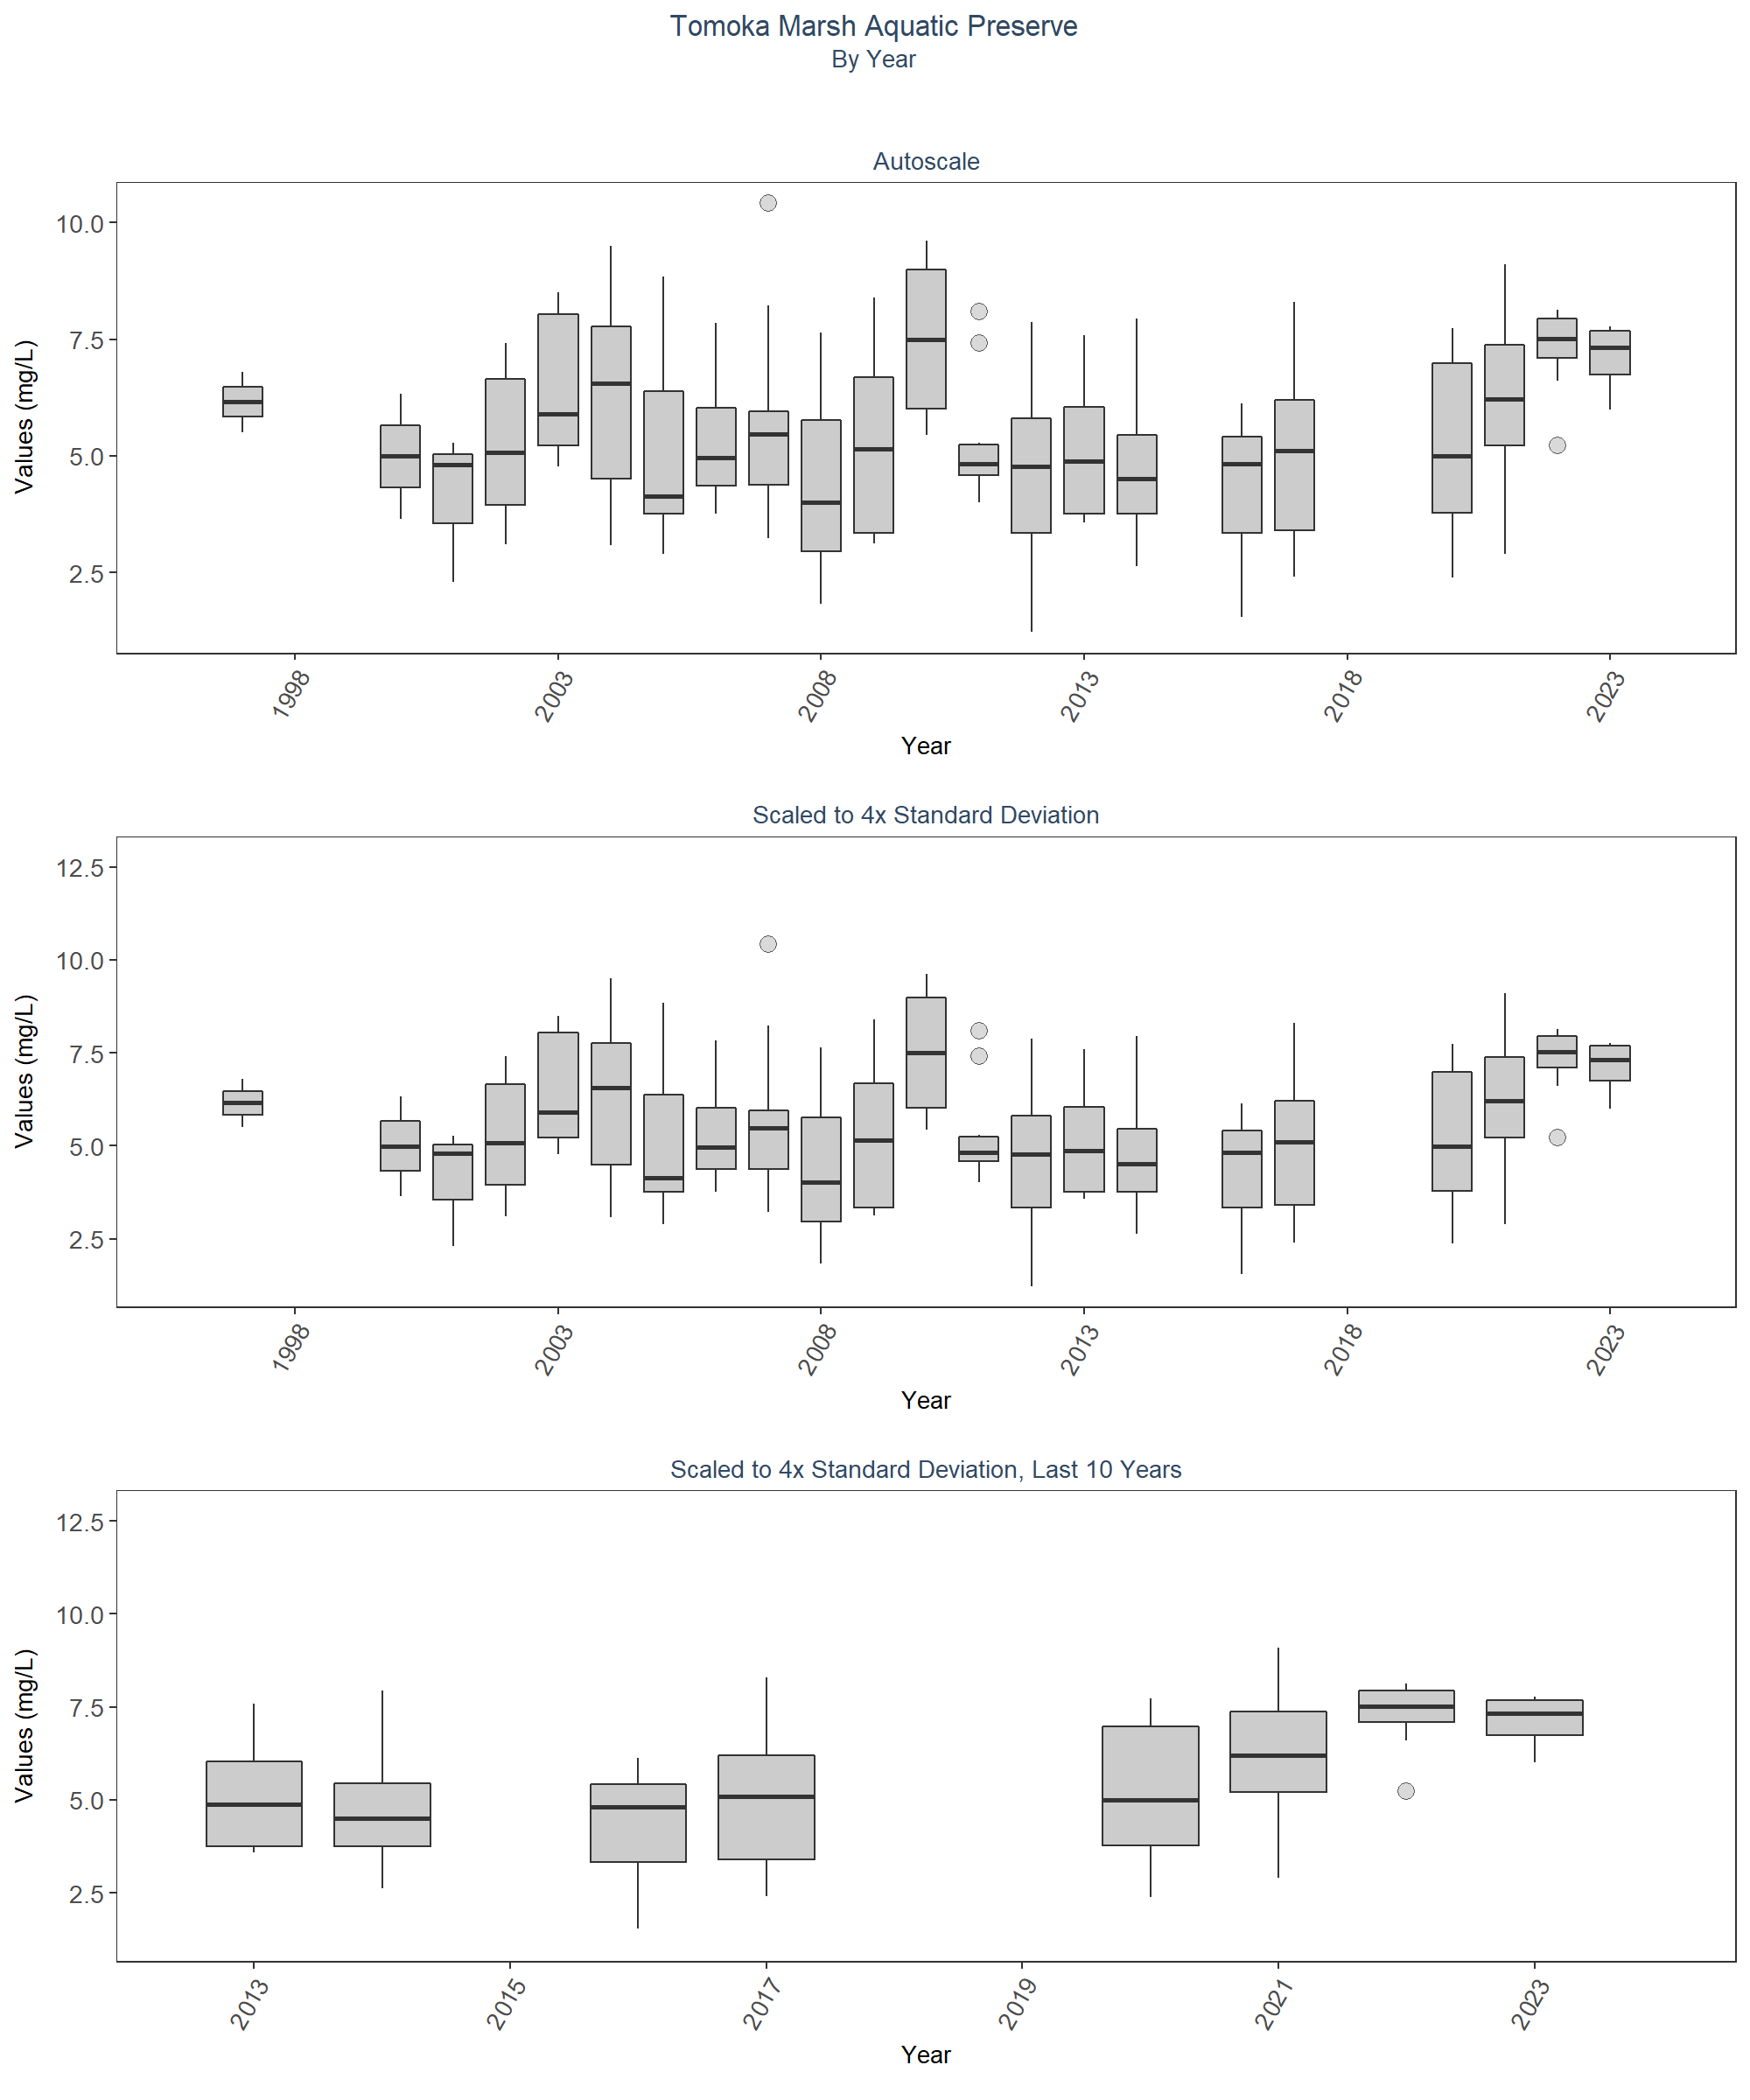 Tomoka Marsh Aquatic Preserve
By Year
Autoscale
Values (mg/L)
10.0
7.5
5.0
2.5
1998 2003 2008 2013 2018 2023
Year
Scaled to 4x Standard Deviation
Values (mg/L)
12.5
10.0
7.5
5.0
2.5
1998 2003 2008 2013 2018 2023
Year
Scaled to 4x Standard Deviation, Last 10 Years
Values (mg/L)
12.5
10.0
7.5
5.0
2.5
2013 2015 2017 2019 2021 2023
Year